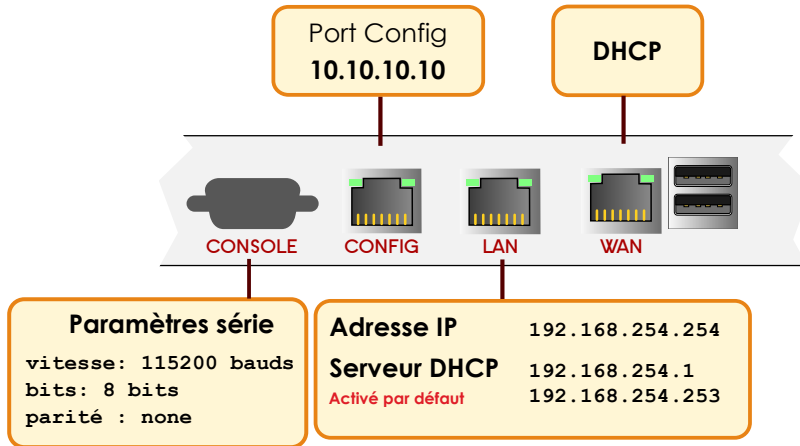 Port Config
10.10.10.10
DHCP
CONSOLE
CONFIG
LAN
WAN
Paramètres série
vitesse: 115200 bauds
bits: 8 bits
parité : none
Adresse IP 192.168.254.254
Serveur DHCP 192.168.254.1
Activé par défaut 192.168.254.253